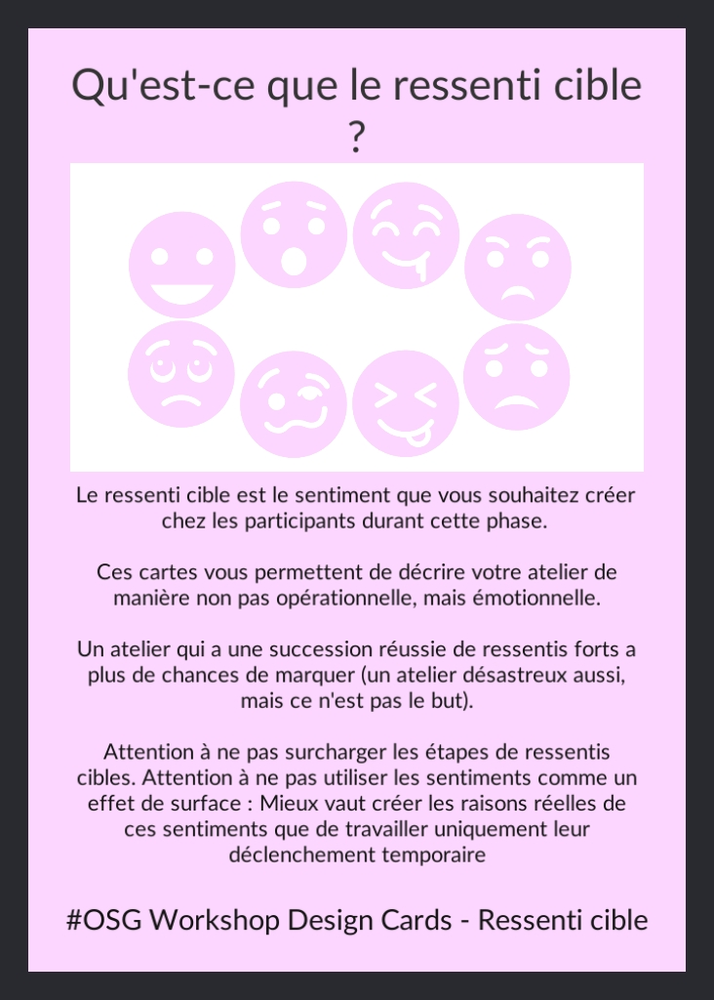 Qu'est-ce que le ressenti cible
?
Le ressenti cible est le sentiment que vous souhaitez créer
chez les participants durant cette phase.
Ces cartes vous permettent de décrire votre atelier de
manière non pas opérationnelle, mais émotionnelle.
Un atelier qui a une succession réussie de ressentis forts a
plus de chances de marquer (un atelier désastreux aussi,
mais ce n'est pas le but).
Attention à ne pas surcharger les étapes de ressentis
cibles. Attention à ne pas utiliser les sentiments comme un
effet de surface : Mieux vaut créer les raisons réelles de
ces sentiments que de travailler uniquement leur
déclenchement temporaire
#OSG Workshop Design Cards - Ressenti cible